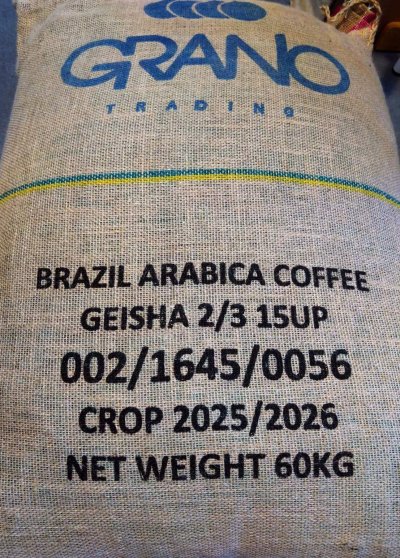 GRANO
TRADING
BRAZIL ARABICA COFFEE
GEISHA 2/3 15UP
002/1645/0056
CROP 2025/2026
NET WEIGHT 60KG